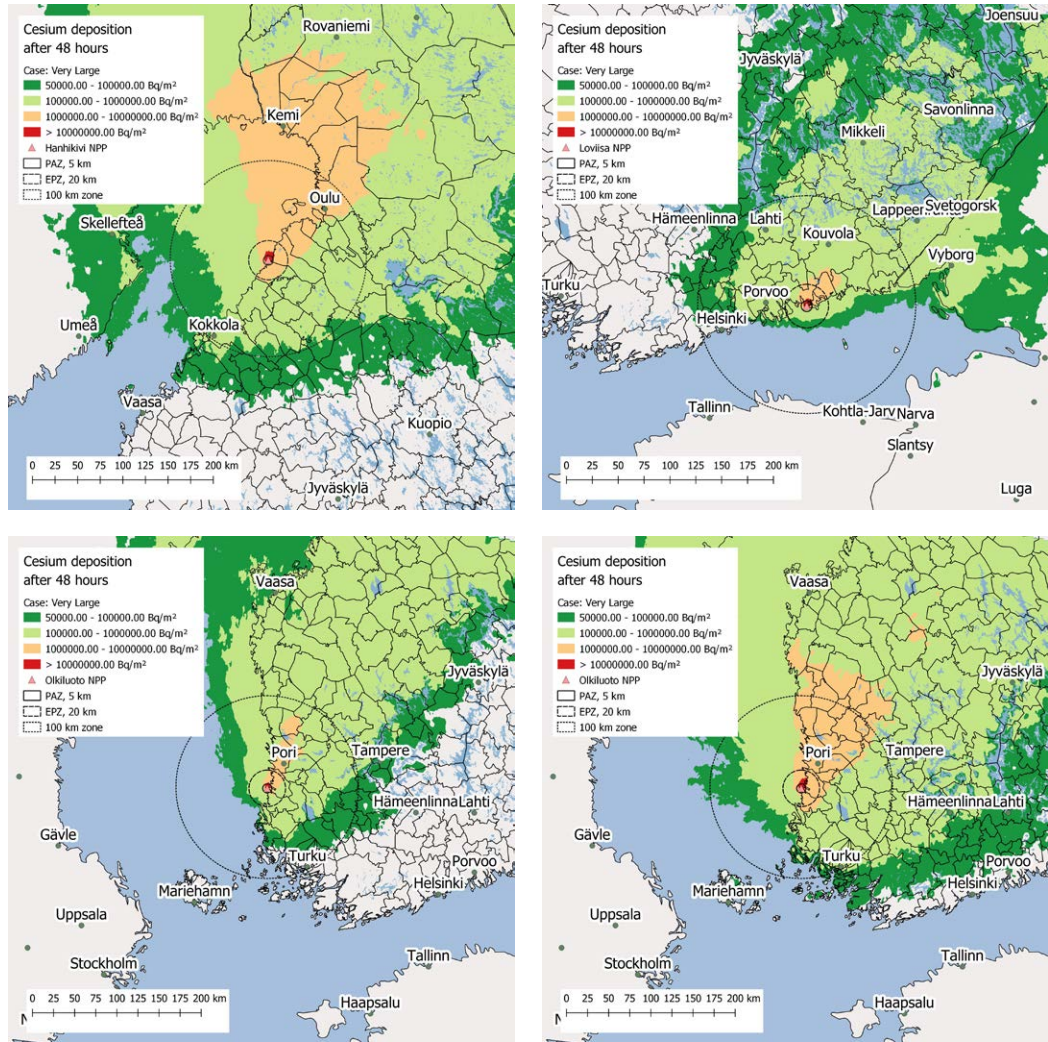 Cesium deposition
after 48 hours
Case: Very Large
50000.00 - 100000.00 Bq/m²
100000.00 - 1000000.00 Bq/m²
1000000.00 - 10000000.00 Bq/m²
> 10000000.00 Bq/m²
Hanhikivi NPP
PAZ, 5 km
EPZ, 20 km
100 km zone
Rovaniemi
Kemi
Oulu
Skellefteå
Umeå
Kokkola
Vaasa
Kuopio
Jyväskylä
0 25 50 75 100 125 150 175 200 km
Cesium deposition
after 48 hours
Case: Very Large
50000.00 - 100000.00 Bq/m²
100000.00 - 1000000.00 Bq/m²
1000000.00 - 10000000.00 Bq/m²
> 10000000.00 Bq/m²
Loviisa NPP
PAZ, 5 km
EPZ, 20 km
100 km zone
Joensuu
Jyväskylä
Savonlinna
Mikkeli
Svetogorsk
Hämeenlinna Lahti
Kouvola
Vyborg
Turku
Porvoo
Helsinki
Tallinn
Kohtla-Jarv Narva
Slantsy
Luga
0 25 50 75 100 125 150 175 200 km
Cesium deposition
after 48 hours
Case: Very Large
50000.00 - 100000.00 Bq/m²
100000.00 - 1000000.00 Bq/m²
1000000.00 - 10000000.00 Bq/m²
> 10000000.00 Bq/m²
Olkiluoto NPP
PAZ, 5 km
EPZ, 20 km
100 km zone
Vaasa
Jyväskylä
Pori
Tampere
Hämeenlinna Lahti
Gävle
Turku
Porvoo
Mariehamn
Helsinki
Uppsala
Stockholm
Tallinn
Haapsalu
0 25 50 75 100 125 150 175 200 km
Cesium deposition
after 48 hours
Case: Very Large
50000.00 - 100000.00 Bq/m²
100000.00 - 1000000.00 Bq/m²
1000000.00 - 10000000.00 Bq/m²
> 10000000.00 Bq/m²
Olkiluoto NPP
PAZ, 5 km
EPZ, 20 km
100 km zone
Vaasa
Jyväskylä
Pori
Tampere
Hämeenlinna Lahti
Gävle
Turku
Porvoo
Mariehamn
Helsinki
Uppsala
Stockholm
Tallinn
Haapsalu
0 25 50 75 100 125 150 175 200 km